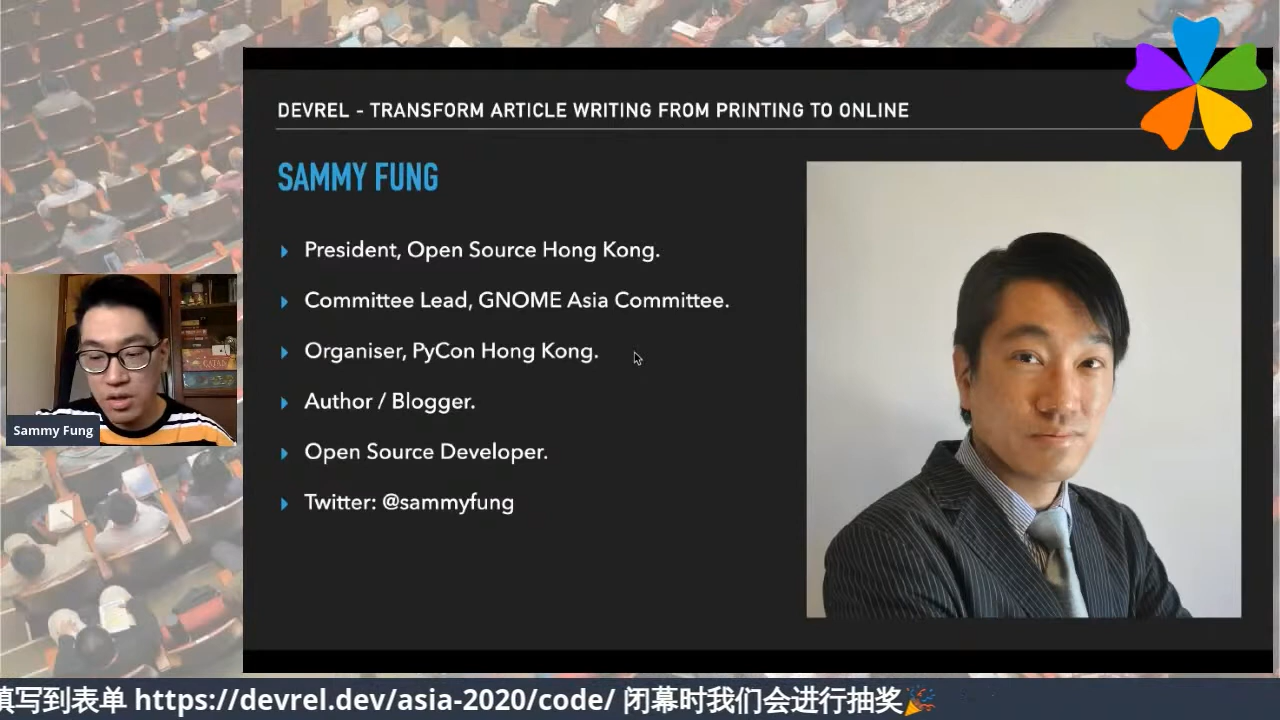 DEVREL - TRANSFORM ARTICLE WRITING FROM PRINTING TO ONLINE
SAMMY FUNG
President, Open Source Hong Kong.
Committee Lead, GNOME Asia Committee.
Organiser, PyCon Hong Kong.
Author / Blogger.
Open Source Developer.
Twitter: @sammyfung
CATAN
Sammy Fung
填写到表单 https://devrel.dev/asia-2020/code/ 闭幕时我们会进行抽奖🎉